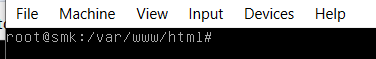 File Machine View Input Devices Help
root@smk:/var/www/html#